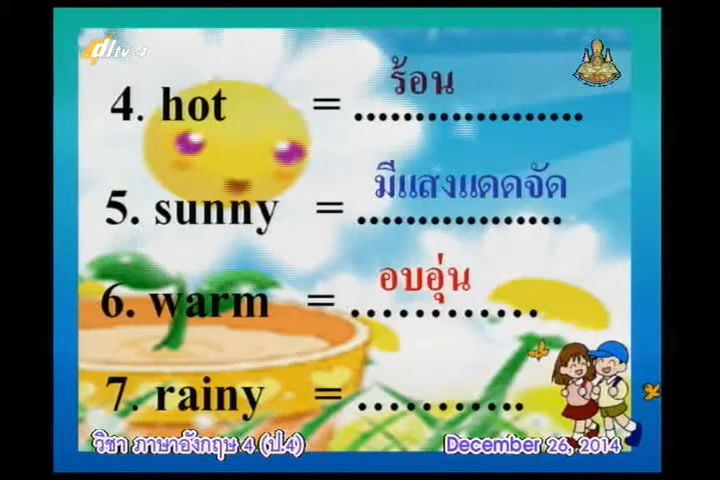 dltv 4
4. hot = ร้อน
5. sunny = มีแสงแดดจัด
6. warm = อบอุ่น
7. rainy = ............
วิชา ภาษาอังกฤษ 4 (ป.4)
December 26, 2014